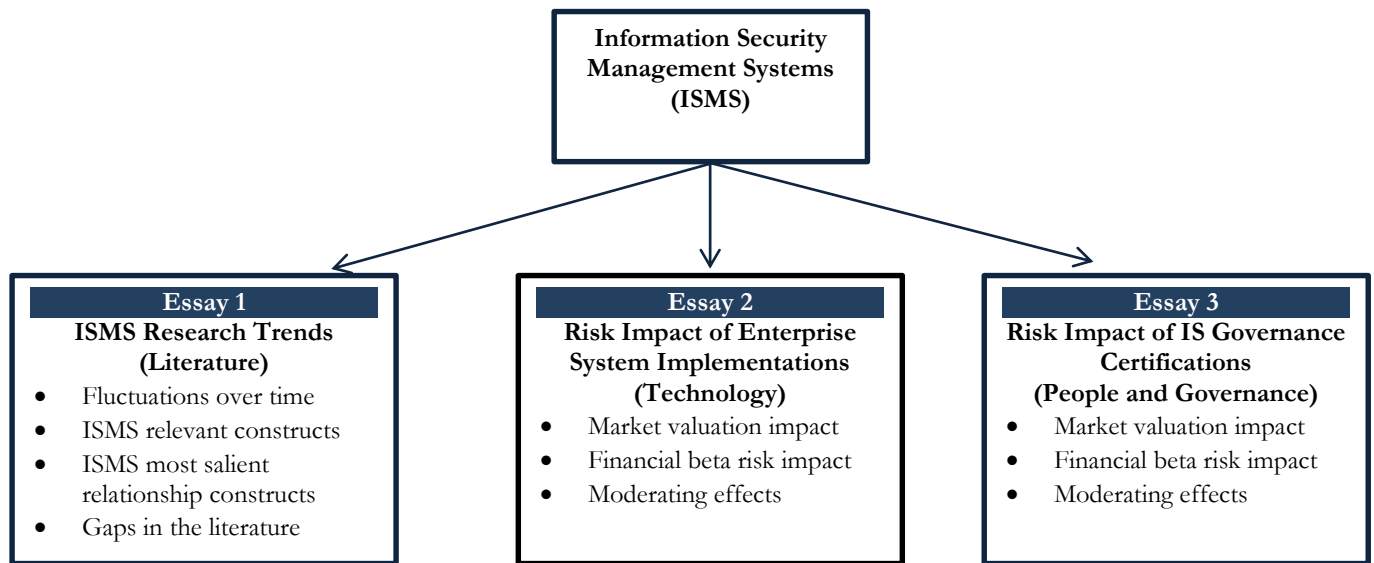 Information Security
Management Systems
(ISMS)
Essay 1
ISMS Research Trends
(Literature)
• Fluctuations over time
• ISMS relevant constructs
• ISMS most salient
relationship constructs
• Gaps in the literature
Essay 2
Risk Impact of Enterprise
System Implementations
(Technology)
• Market valuation impact
• Financial beta risk impact
• Moderating effects
Essay 3
Risk Impact of IS Governance
Certifications
(People and Governance)
• Market valuation impact
• Financial beta risk impact
• Moderating effects